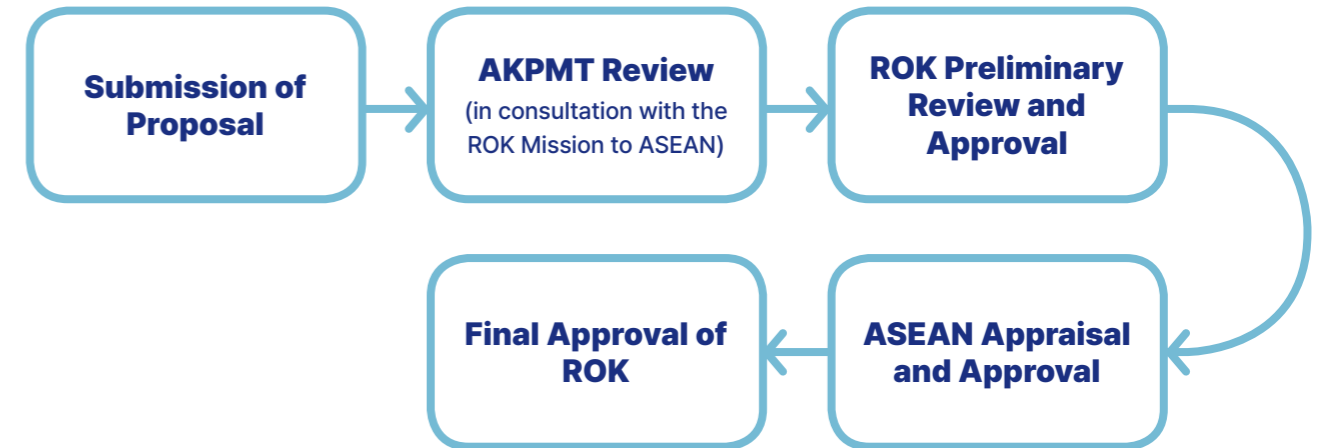 Submission of
Proposal
AKPMT Review
(in consultation with the
ROK Mission to ASEAN)
ROK Preliminary
Review and
Approval
ASEAN Appraisal
and Approval
Final Approval of
ROK